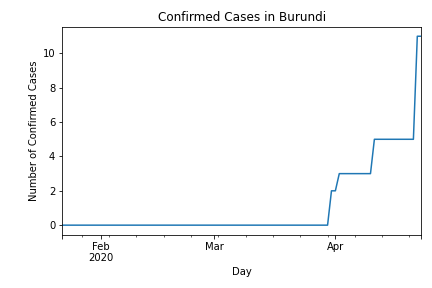 Confirmed Cases in Burundi
Number of Confirmed Cases
10
8
6
4
2
0
Feb
2020
Mar
Apr
Day